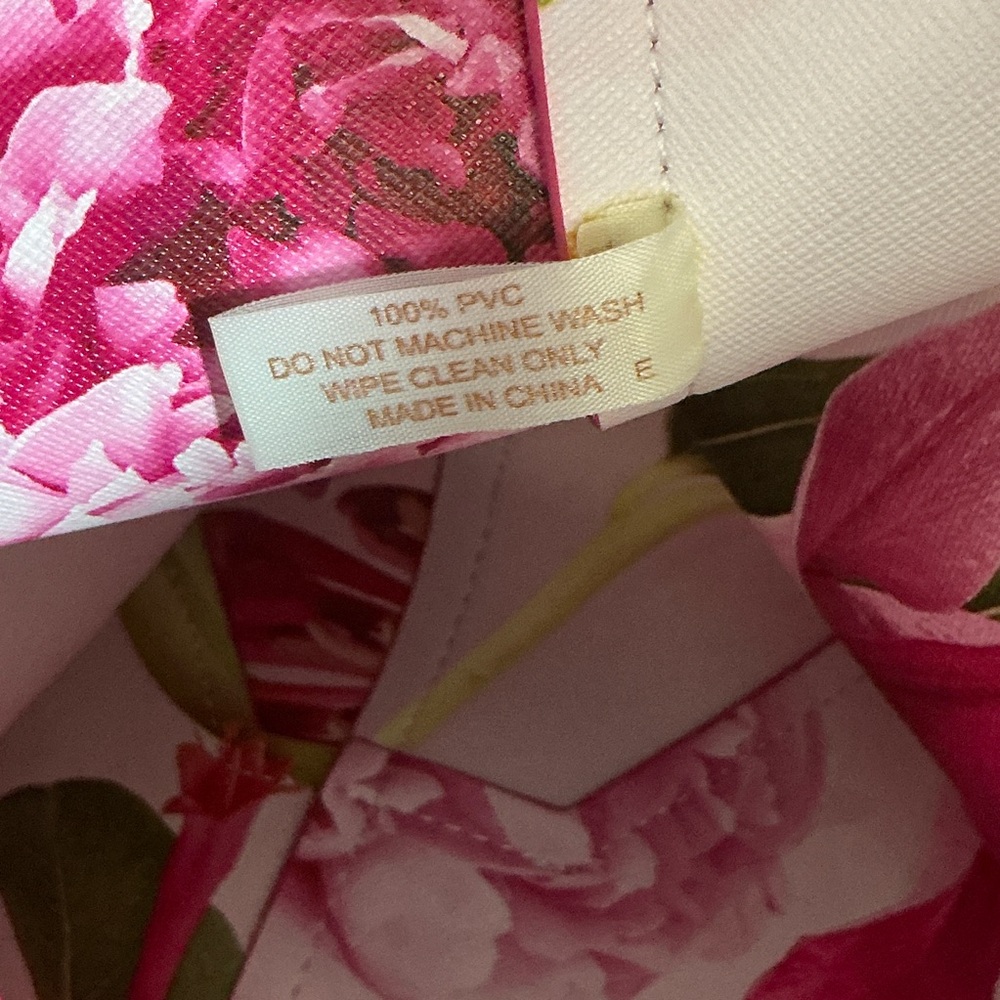 100% PVC
DO NOT MACHINE WASH
WIPE CLEAN ONLY
MADE IN CHINA E